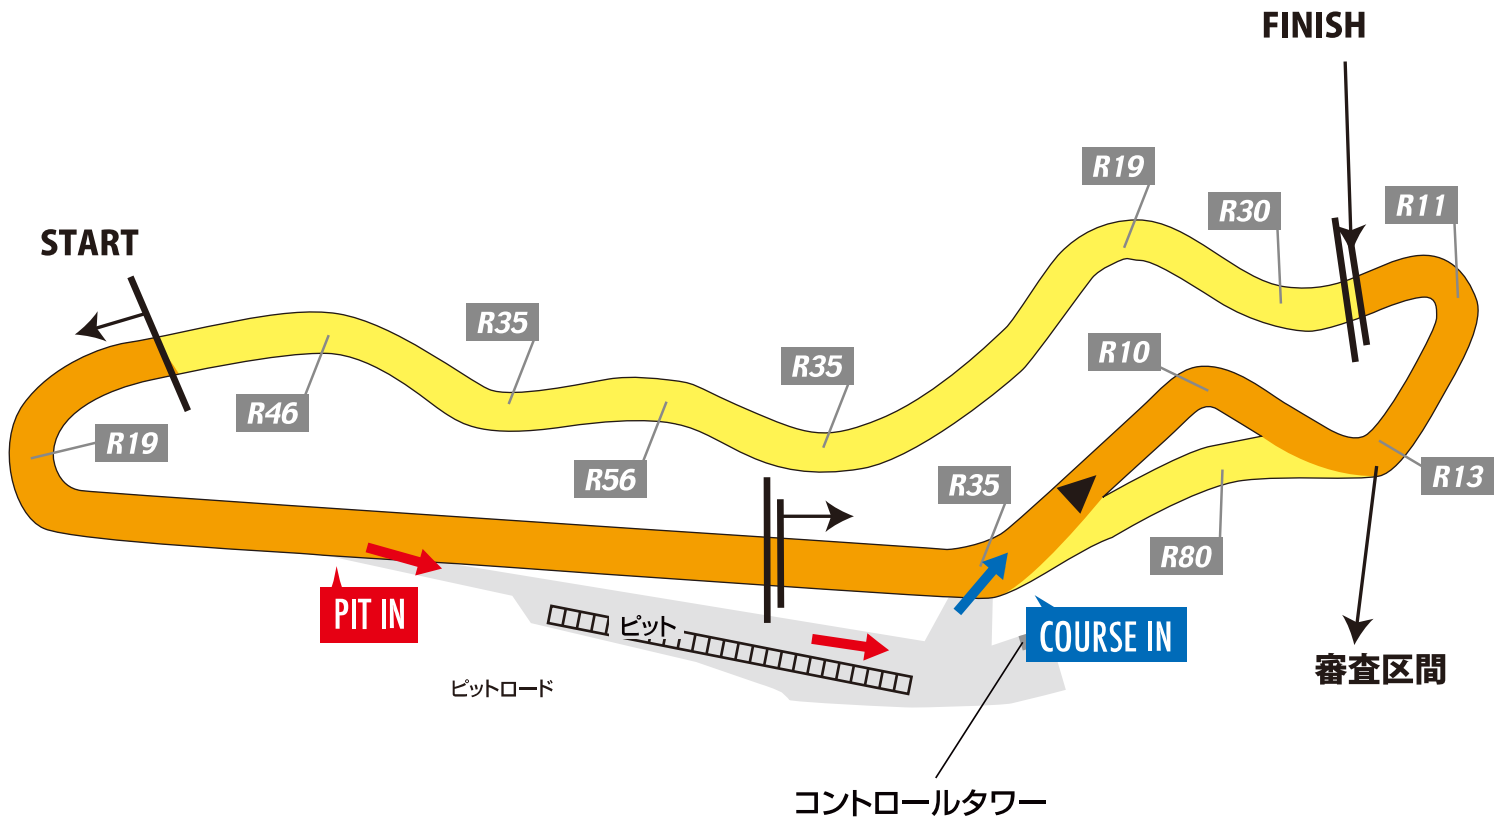 FINISH
R19
R11
R30
START
R35
R10
R35
R46
R19
R56
R35
R13
R80
PIT IN
ピット
COURSE IN
審査区間
ピットロード
コントロールタワー